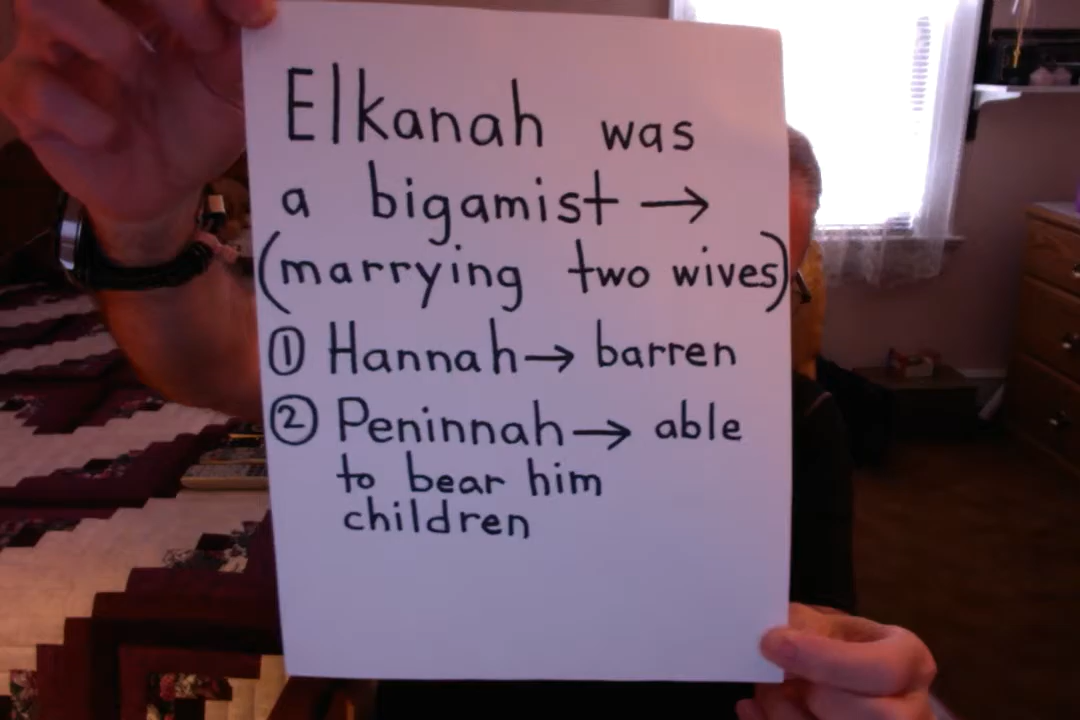 Elkanah was
a bigamist →
(marrying two wives)
① Hannah → barren
② Peninnah → able
to bear him
children